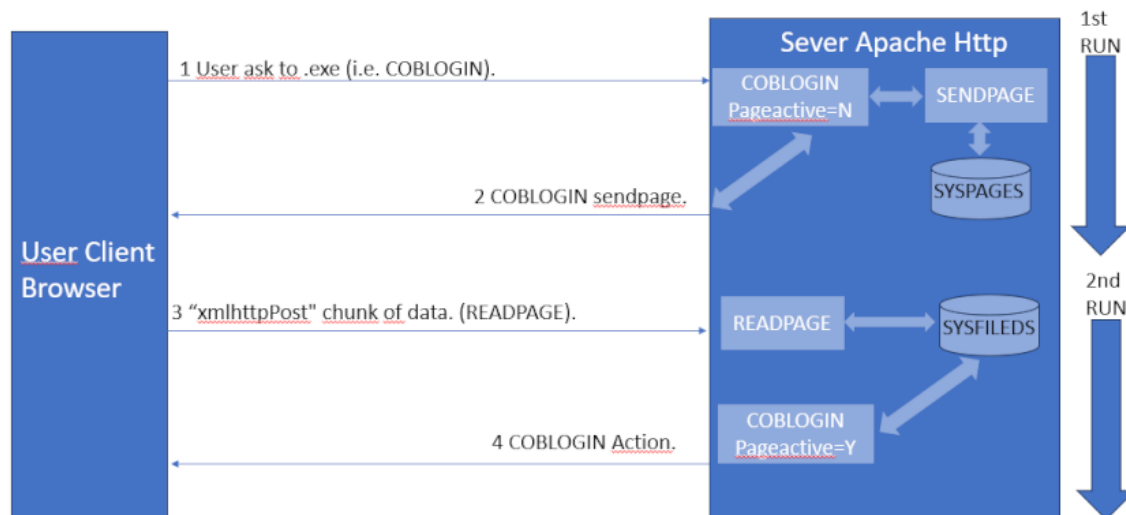 1st
RUN
Sever Apache Http
1 User ask to .exe (i.e. COBLOGIN).
COBLOGIN
Pageactive=N
SENDPAGE
SYSPAGES
2 COBLOGIN sendpage.
User Client
Browser
2nd
RUN
3 “xmlhttpPost" chunk of data. (READPAGE).
READPAGE
SYSFILEDS
COBLOGIN
Pageactive=Y
4 COBLOGIN Action.